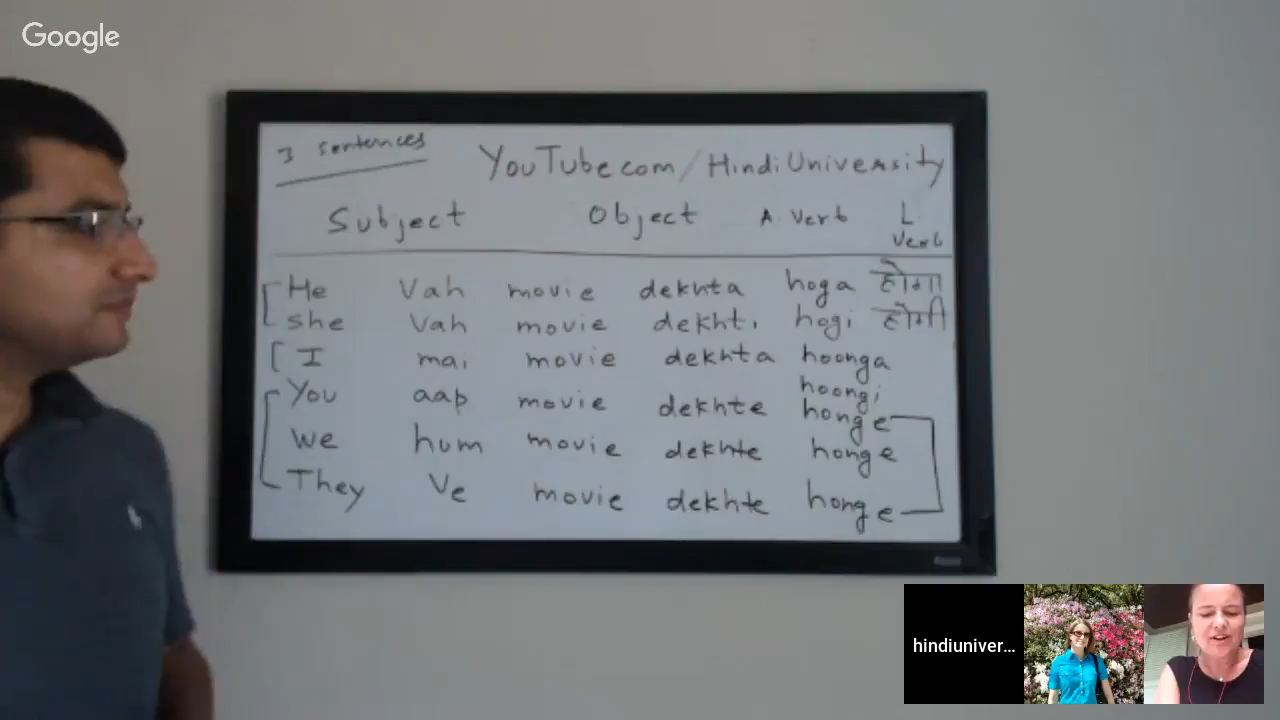 Google
3 sentences
YouTube.com/HindiUniversity
Subject Object A. Verb L. Verb
He Vah movie dekhta hoga होगा
She Vah movie dekhti hogi होगी
I mai movie dekhta hoonga
hoongi
You aap movie dekhte honge
We hum movie dekhte honge
They Ve movie dekhte honge
hindiuniver...